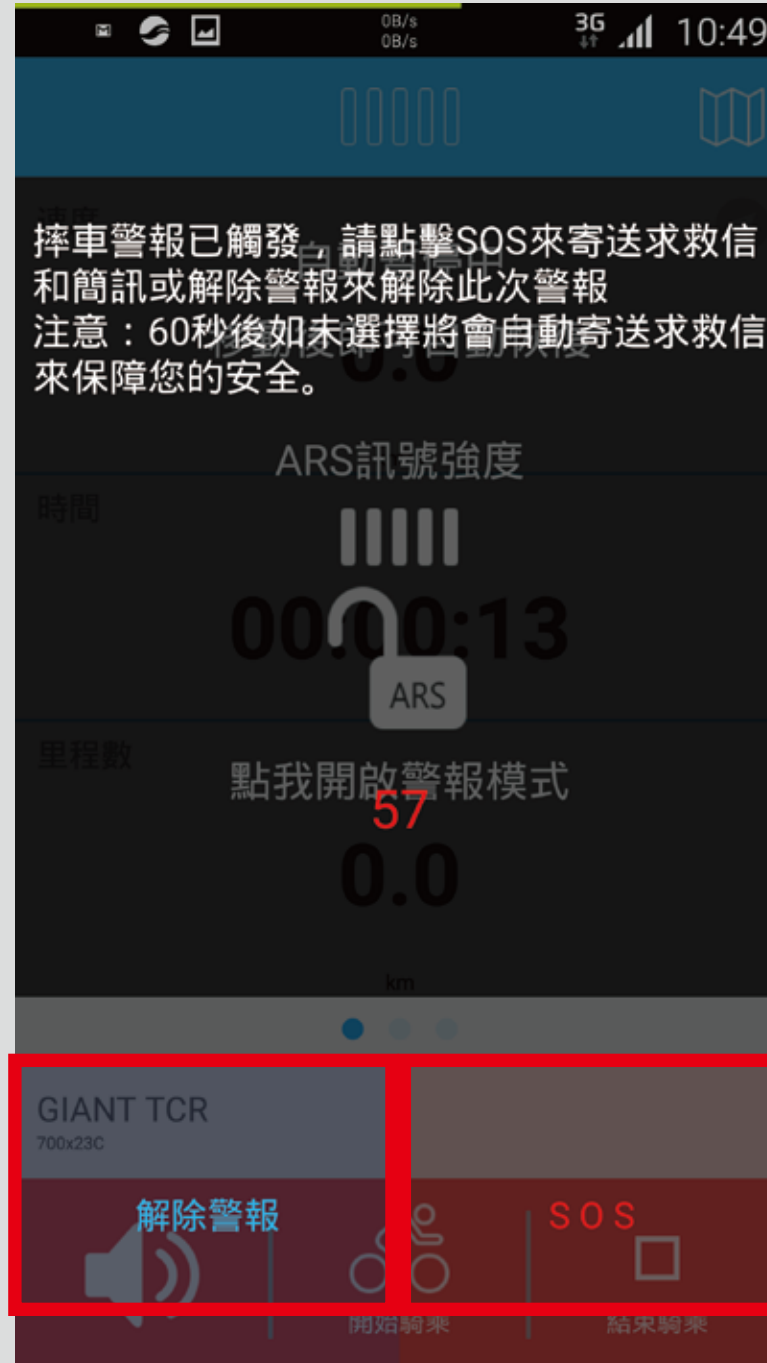 0B/s
0B/s
3G
10:49
速度
摔車警報已觸發，請點擊SOS來寄送求救信
和簡訊或解除警報來解除此次警報
注意：60秒後如未選擇將會自動寄送求救信
來保障您的安全。
0.0
ARS訊號強度
時間
00:00:13
ARS
里程數
點我開啟警報模式
57
0.0
km
GIANT TCR
700x23C
解除警報
SOS
開始騎乘
結束騎乘